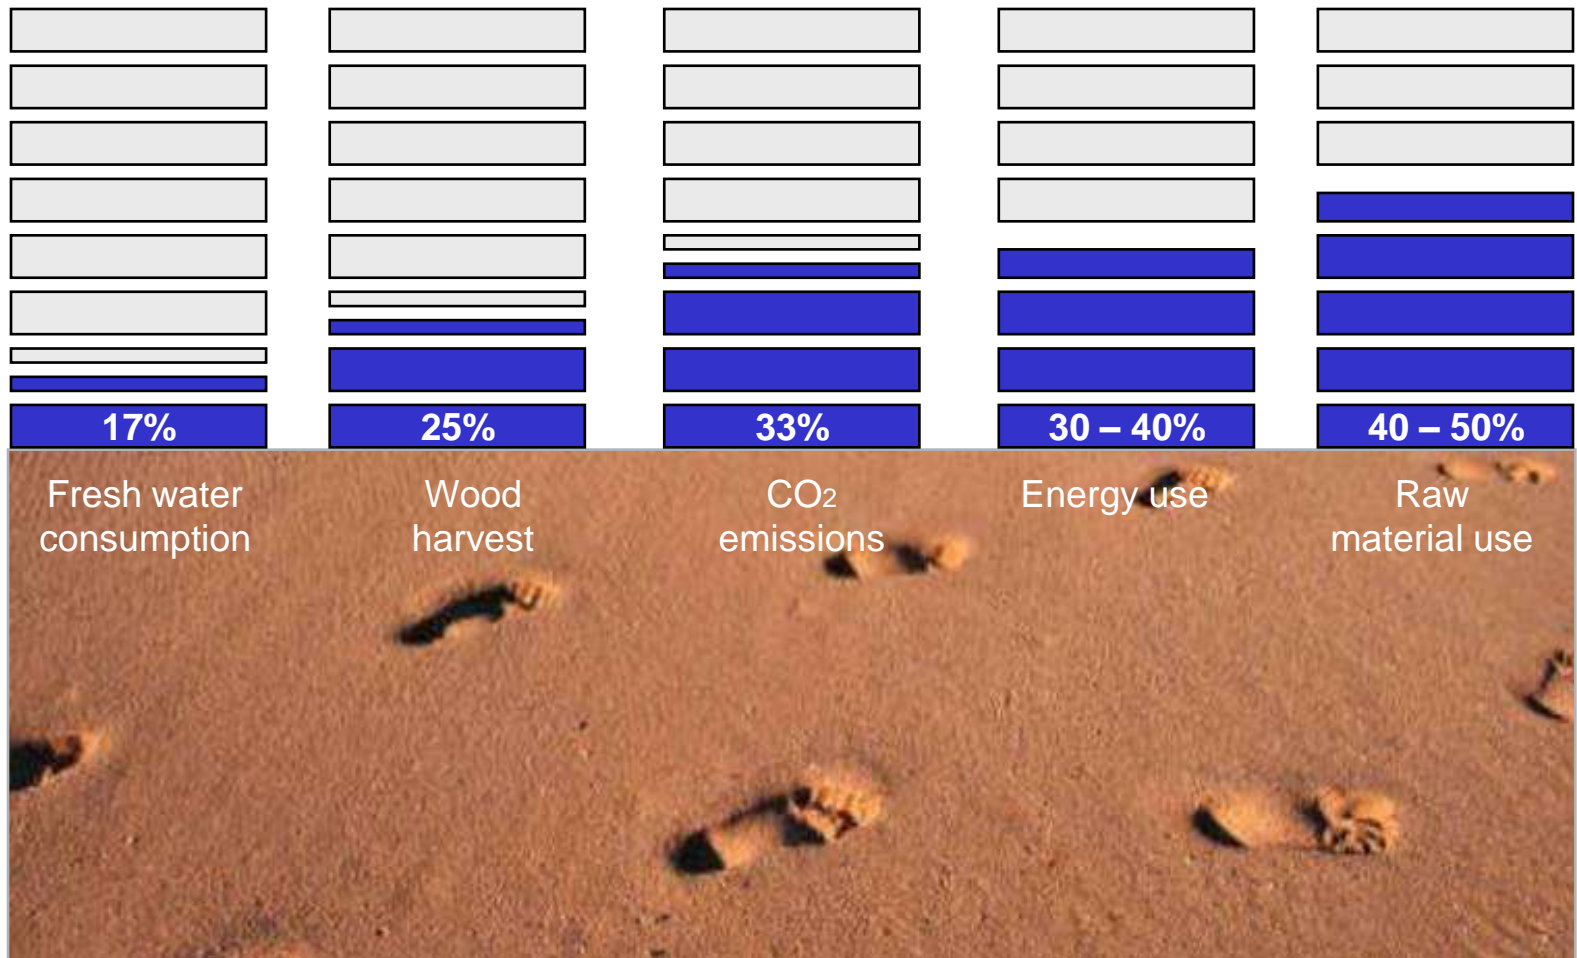 17%
25%
33%
30 – 40%
40 – 50%
Fresh water
consumption
Wood
harvest
CO2
emissions
Energy use
Raw
material use